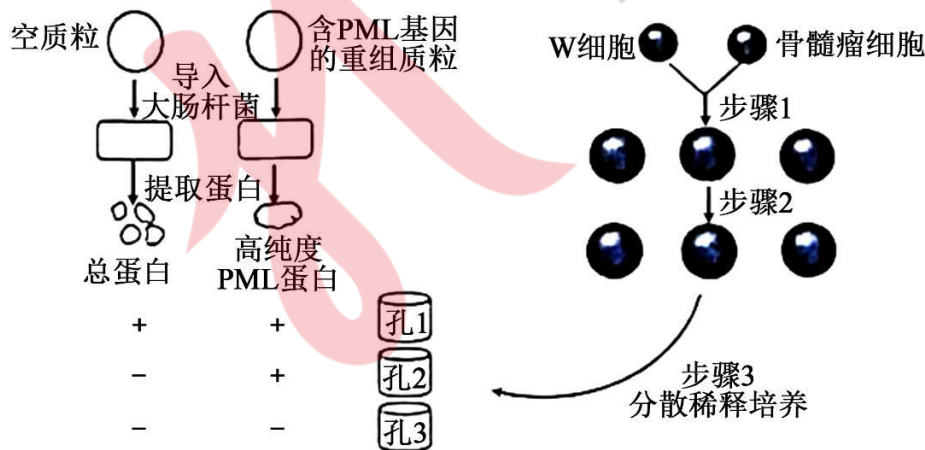 空质粒
含PML基因
的重组质粒
导入
大肠杆菌
提取蛋白
总蛋白
高纯度
PML蛋白
+ + 孔1
- + 孔2
- - 孔3
W细胞
骨髓瘤细胞
步骤1
步骤2
步骤3
分散稀释培养